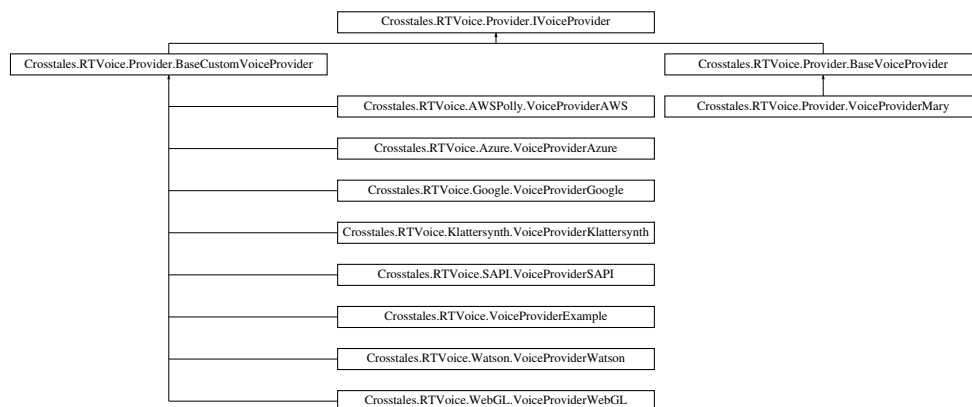 Crosstales.RTVoice.Provider.IVoiceProvider
Crosstales.RTVoice.Provider.BaseCustomVoiceProvider
Crosstales.RTVoice.Provider.BaseVoiceProvider
Crosstales.RTVoice.AWSPolly.VoiceProviderAWS
Crosstales.RTVoice.Provider.VoiceProviderMary
Crosstales.RTVoice.Azure.VoiceProviderAzure
Crosstales.RTVoice.Google.VoiceProviderGoogle
Crosstales.RTVoice.Klattersynth.VoiceProviderKlattersynth
Crosstales.RTVoice.SAPI.VoiceProviderSAPI
Crosstales.RTVoice.VoiceProviderExample
Crosstales.RTVoice.Watson.VoiceProviderWatson
Crosstales.RTVoice.WebGL.VoiceProviderWebGL